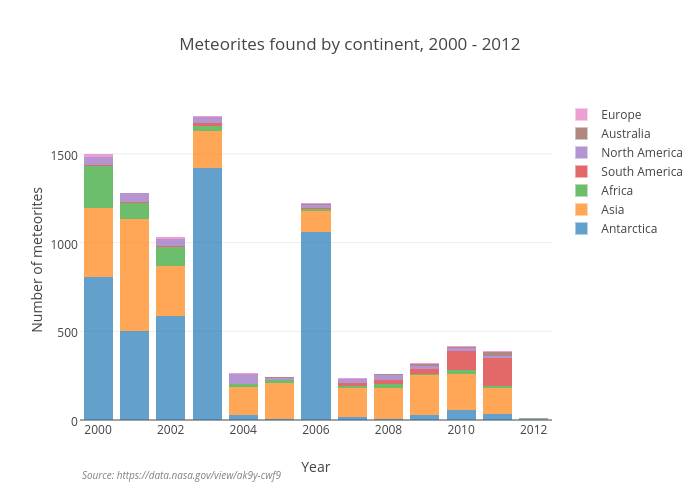 Meteorites found by continent, 2000 - 2012
Europe
Australia
North America
South America
Africa
Asia
Antarctica
Number of meteorites
1500
1000
500
0
2000 2002 2004 2006 2008 2010 2012
Year
Source: https://data.nasa.gov/view/ak9y-cwf9